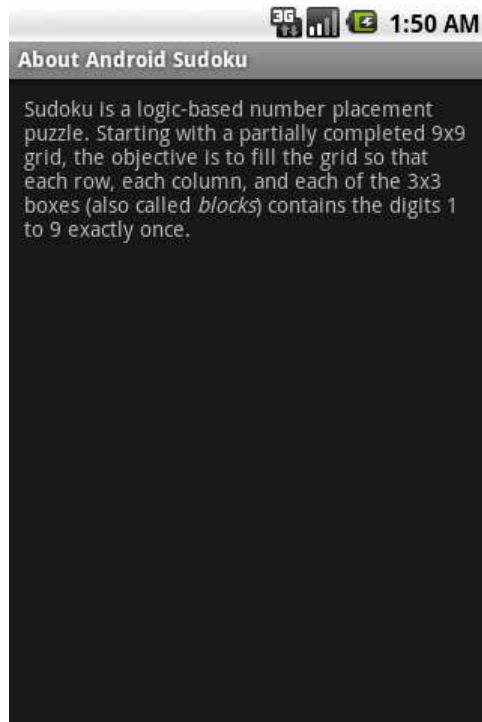 3G 1:50 AM
About Android Sudoku
Sudoku is a logic-based number placement
puzzle. Starting with a partially completed 9x9
grid, the objective is to fill the grid so that
each row, each column, and each of the 3x3
boxes (also called blocks) contains the digits 1
to 9 exactly once.